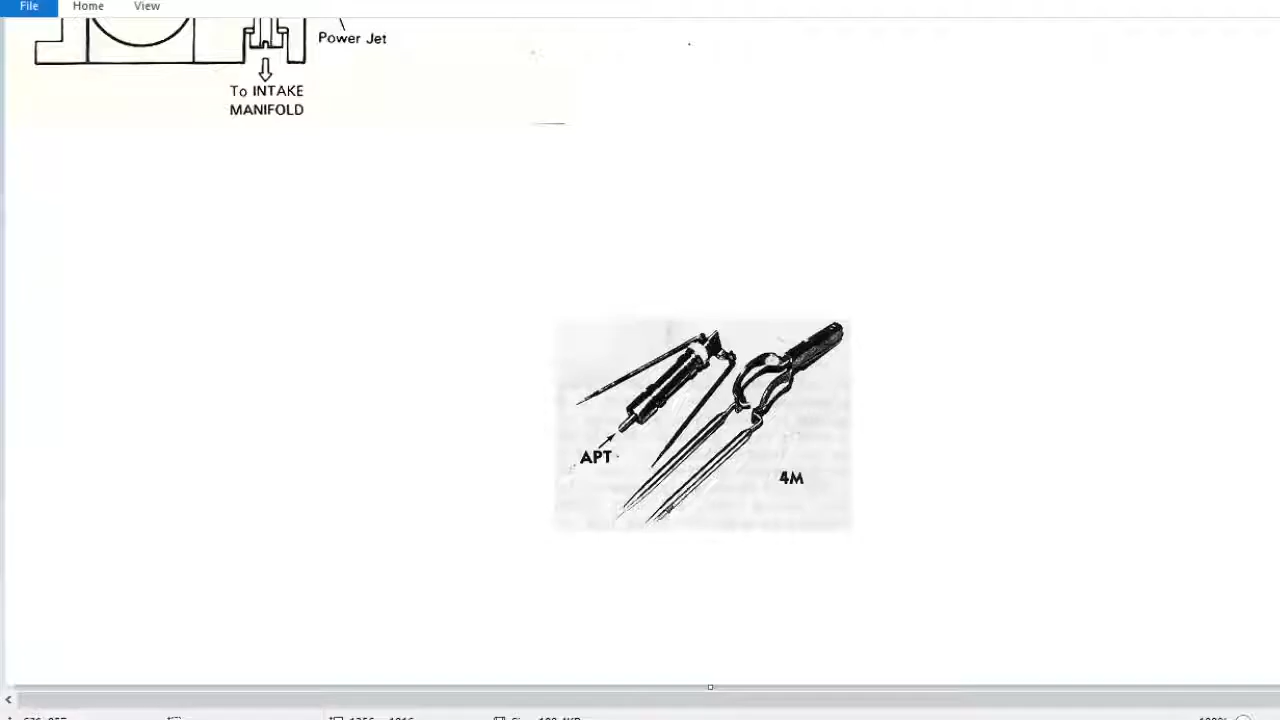 File Home View
Power Jet
To INTAKE
MANIFOLD
APT
4M